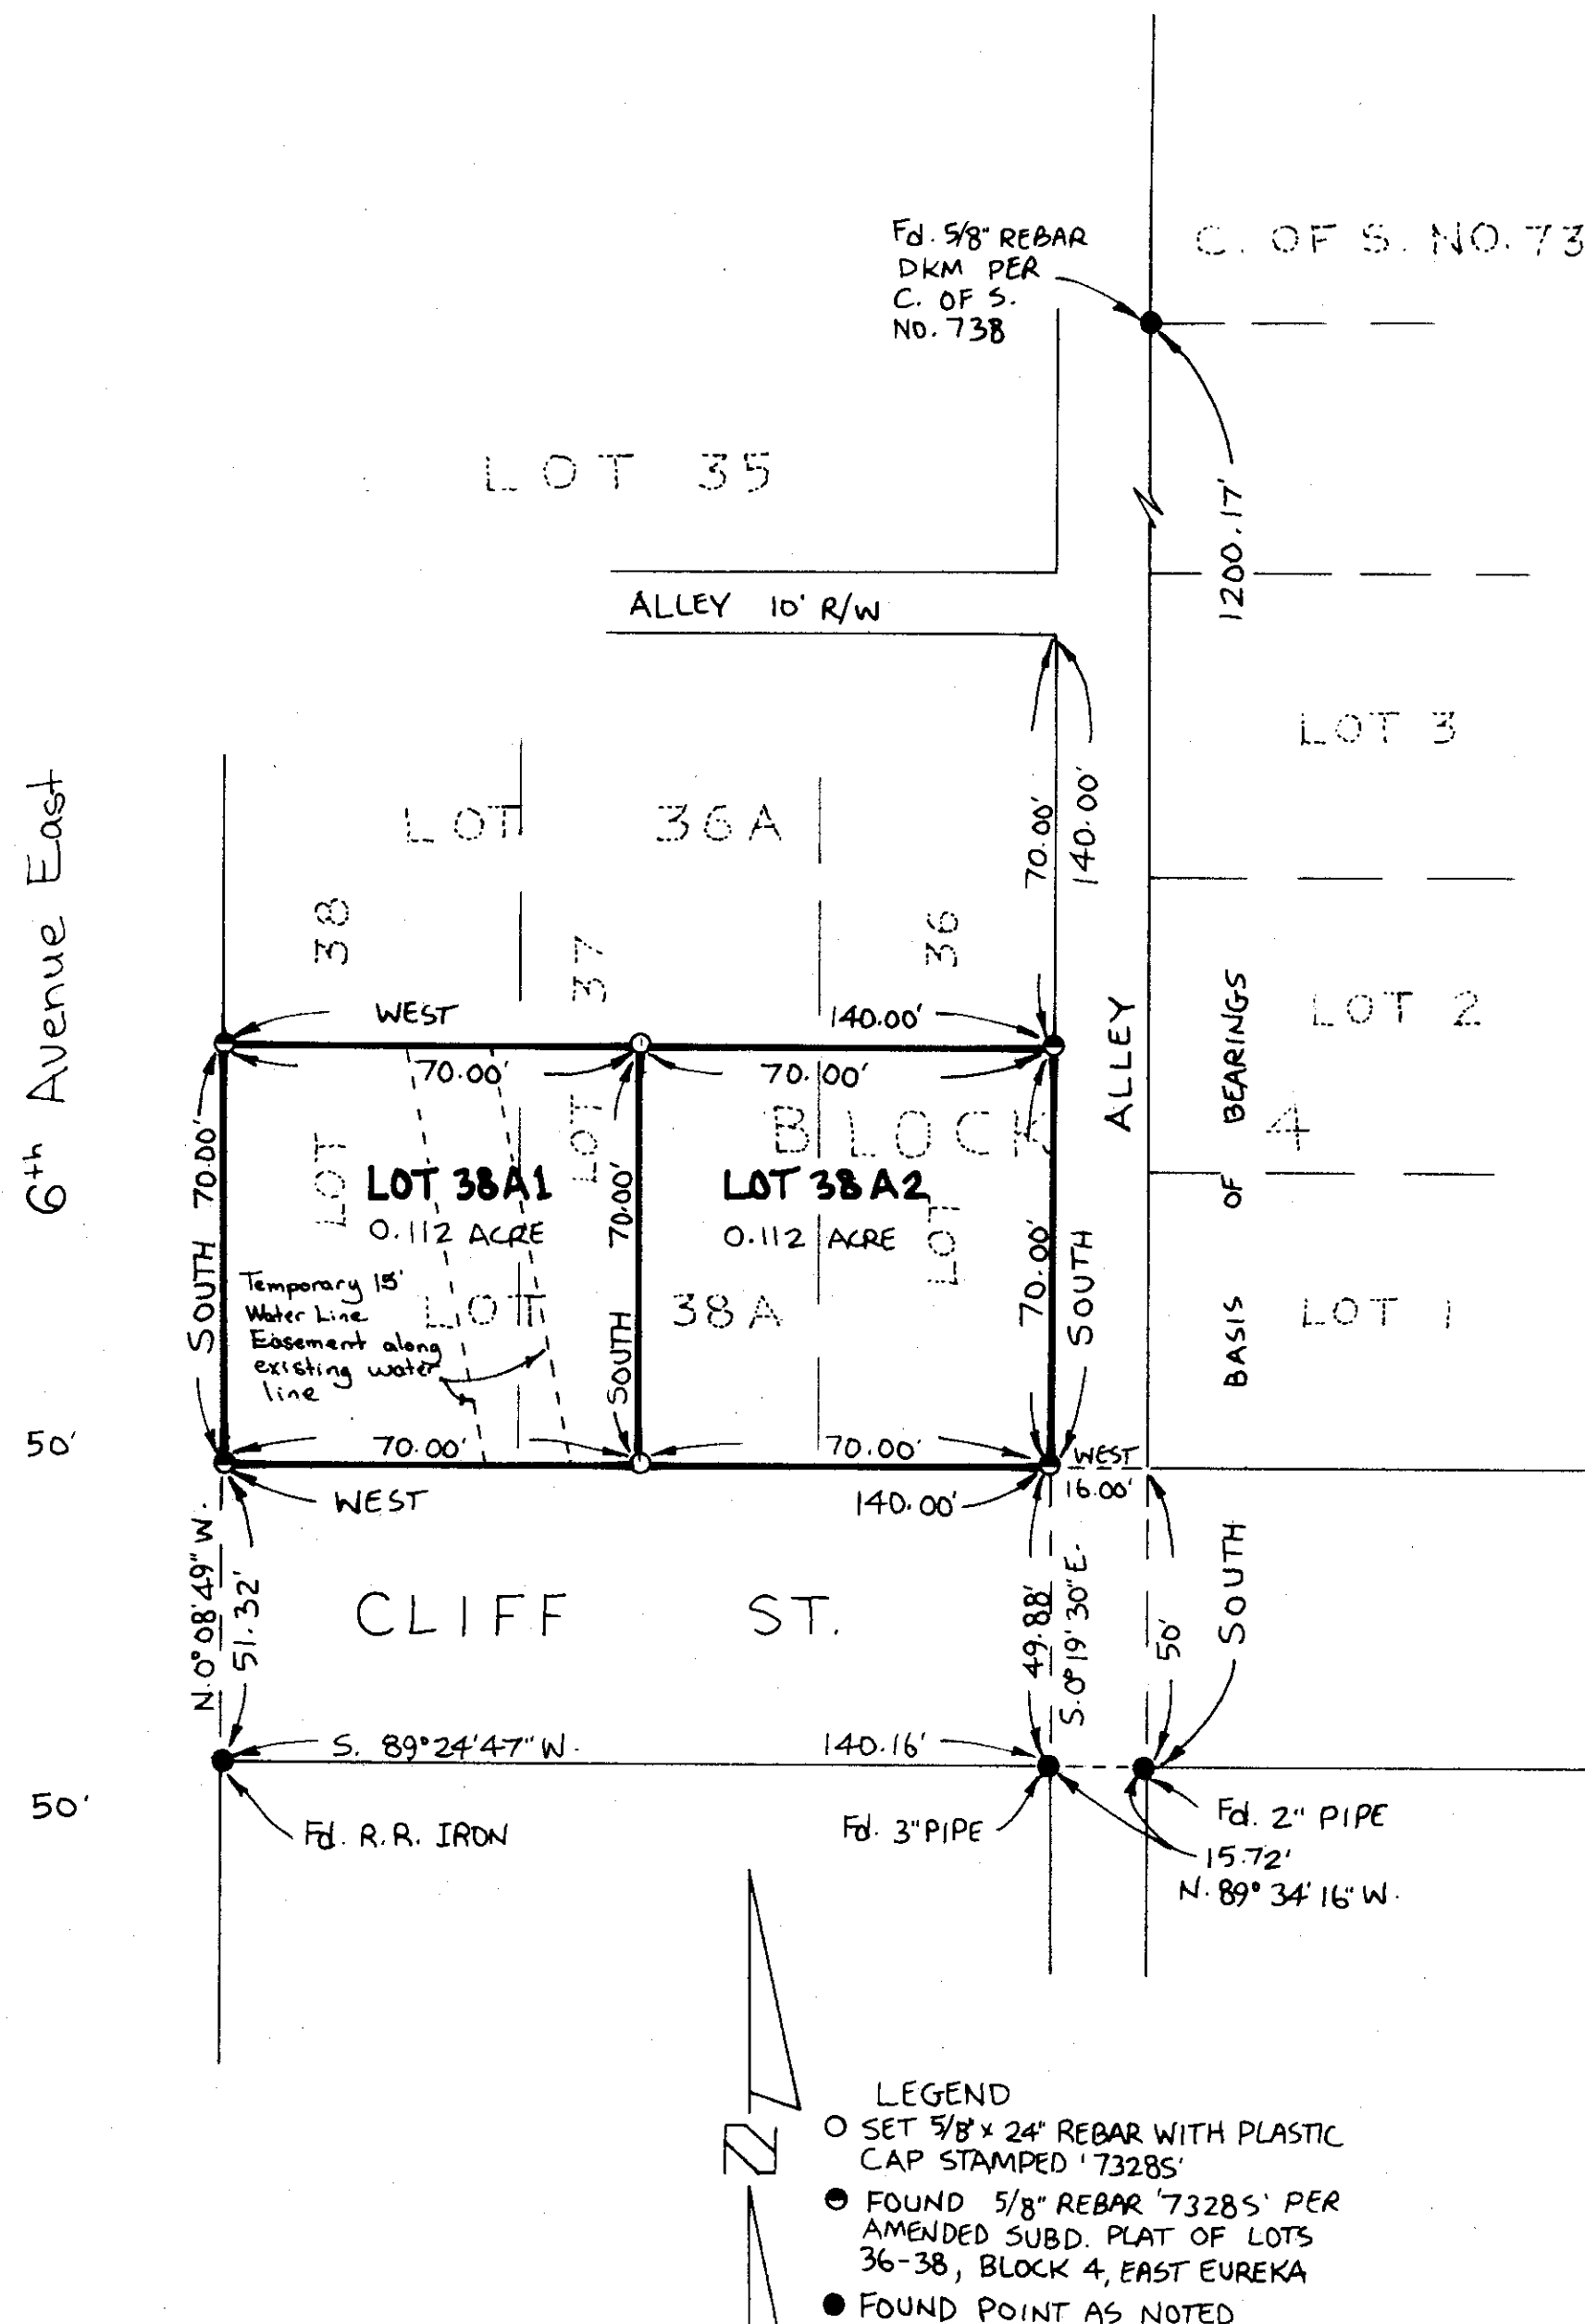 Fd. 5/8" REBAR
DKM PER
C. OF S.
NO. 738
C. OF S. NO. 73
LOT 35
1200.17'
ALLEY 10' R/W
LOT 3
70.00'
140.00'
6th Avenue East
LOT 36A
38
37
36
LOT 2
WEST
140.00'
ALLEY
BASIS OF BEARINGS
70.00'
70.00'
SOUTH 70.00'
LOT
LOT
BLOCK 4
LOT 38A1
0.112 ACRE
SOUTH 70.00'
LOT 38A2
0.112 ACRE
LOT
70.00'
SOUTH
Temporary 15'
Water Line
Easement along
existing water
line
LOT 38A
LOT 1
50'
70.00'
70.00'
WEST
16.00'
WEST
140.00'
N. 0° 08' 49" W.
51.32'
CLIFF ST.
49.88'
S. 0° 19' 30" E.
50'
SOUTH
S. 89° 24' 47" W.
140.16'
50'
Fd. R.R. IRON
Fd. 3" PIPE
Fd. 2" PIPE
15.72'
N. 89° 34' 16" W.
N
LEGEND
SET 5/8" x 24" REBAR WITH PLASTIC
CAP STAMPED '7328S'
FOUND 5/8" REBAR '7328S' PER
AMENDED SUBD. PLAT OF LOTS
36-38, BLOCK 4, EAST EUREKA
FOUND POINT AS NOTED